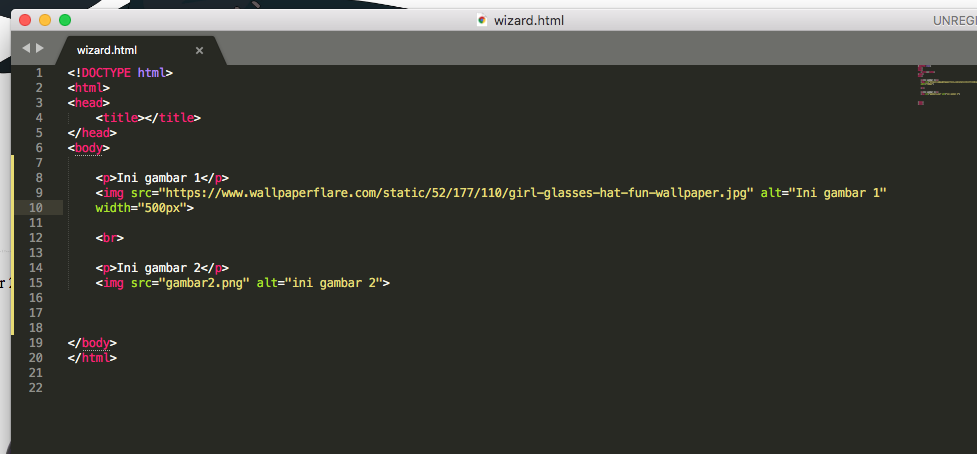 wizard.html
UNREG
wizard.html ×
1 <!DOCTYPE html>
2 <html>
3 <head>
4 <title></title>
5 </head>
6 <body>
7
8 <p>Ini gambar 1</p>
9 <img src="https://www.wallpaperflare.com/static/52/177/110/girl-glasses-hat-fun-wallpaper.jpg" alt="Ini gambar 1"
10 width="500px">
11
12 <br>
13
14 <p>Ini gambar 2</p>
15 <img src="gambar2.png" alt="ini gambar 2">
16
17
18
19 </body>
20 </html>
21
22